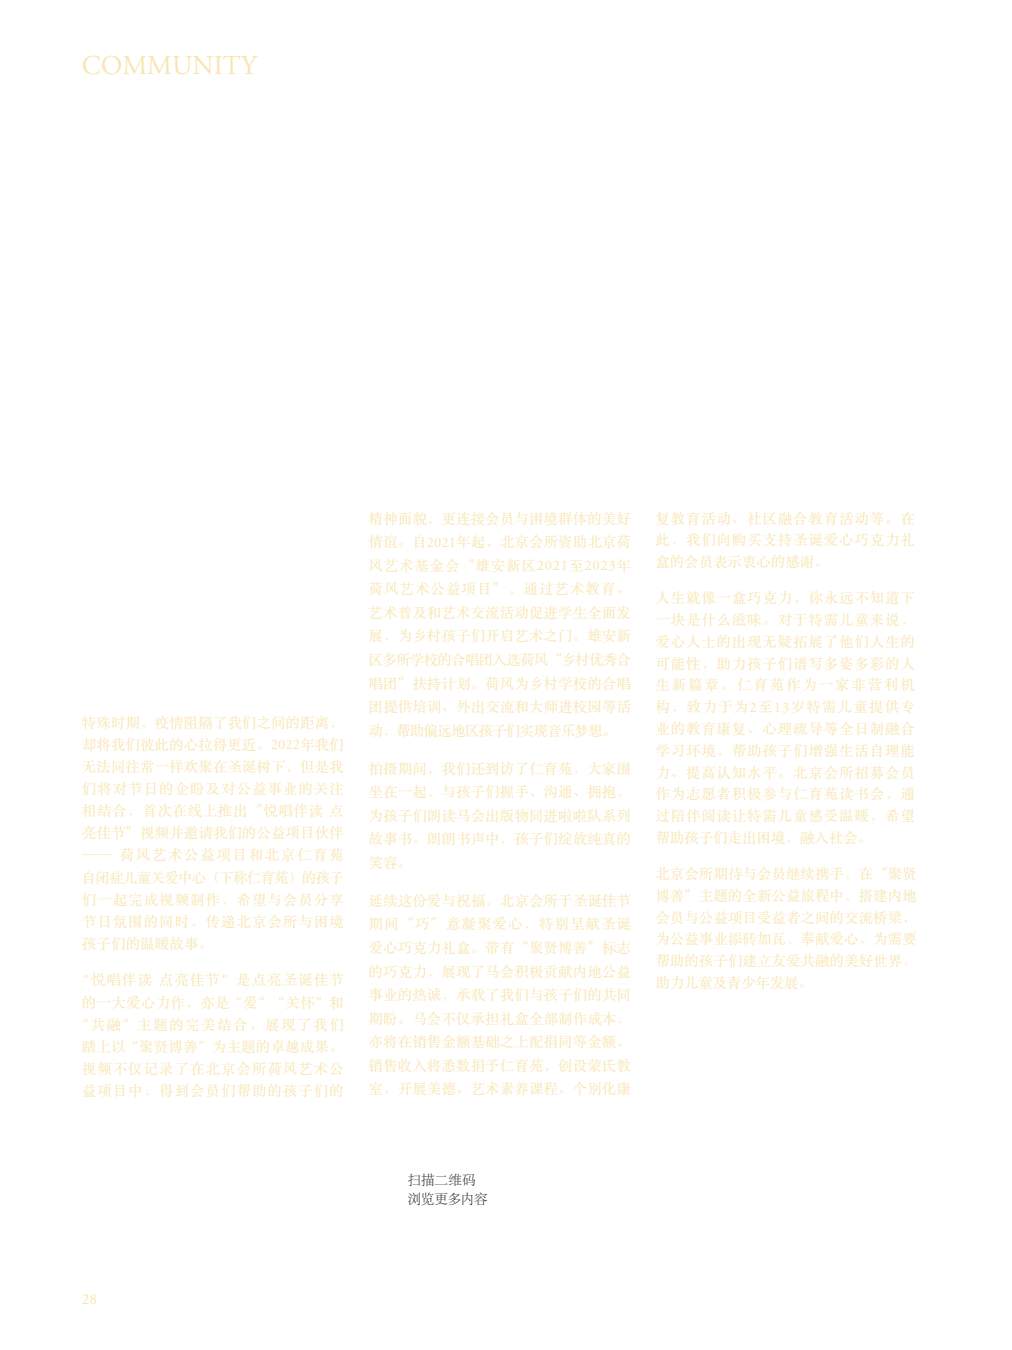 COMMUNITY
特殊时期，疫情阻隔了我们之间的距离，
却将我们彼此的心拉得更近。2022年我们
无法同往常一样欢聚在圣诞树下，但是我
们将对节日的企盼及对公益事业的关注
相结合，首次在线上推出“悦唱伴读 点
亮佳节”视频并邀请我们的公益项目伙伴
—— 荷风艺术公益项目和北京仁育苑
自闭症儿童关爱中心（下称仁育苑）的孩子
们一起完成视频制作，希望与会员分享
节日氛围的同时，传递北京会所与困境
孩子们的温暖故事。
“悦唱伴读 点亮佳节”是点亮圣诞佳节
的一大爱心力作，亦是“爱”“关怀”和
“共融”主题的完美结合，展现了我们
踏上以“聚贤博善”为主题的卓越成果。
视频不仅记录了在北京会所荷风艺术公
益项目中，得到会员们帮助的孩子们的
精神面貌，更连接会员与困境群体的美好
情谊。自2021年起，北京会所资助北京荷
风艺术基金会“雄安新区2021至2023年
荷风艺术公益项目”，通过艺术教育、
艺术普及和艺术交流活动促进学生全面发
展，为乡村孩子们开启艺术之门。雄安新
区多所学校的合唱团入选荷风“乡村优秀合
唱团”扶持计划。荷风为乡村学校的合唱
团提供培训、外出交流和大师进校园等活
动，帮助偏远地区孩子们实现音乐梦想。
拍摄期间，我们还到访了仁育苑，大家围
坐在一起，与孩子们握手、沟通、拥抱，
为孩子们朗读马会出版物同进啦啦队系列
故事书。朗朗书声中，孩子们绽放纯真的
笑容。
延续这份爱与祝福，北京会所于圣诞佳节
期间“巧”意凝聚爱心，特别呈献圣诞
爱心巧克力礼盒。带有“聚贤博善”标志
的巧克力，展现了马会积极贡献内地公益
事业的热诚，承载了我们与孩子们的共同
期盼。马会不仅承担礼盒全部制作成本，
亦将在销售金额基础之上配捐同等金额，
销售收入将悉数捐予仁育苑，创设蒙氏教
室，开展美德、艺术素养课程、个别化康
复教育活动、社区融合教育活动等。在
此，我们向购买支持圣诞爱心巧克力礼
盒的会员表示衷心的感谢。
人生就像一盒巧克力，你永远不知道下
一块是什么滋味。对于特需儿童来说，
爱心人士的出现无疑拓展了他们人生的
可能性，助力孩子们谱写多姿多彩的人
生新篇章。仁育苑作为一家非营利机
构，致力于为2至13岁特需儿童提供专
业的教育康复、心理疏导等全日制融合
学习环境，帮助孩子们增强生活自理能
力、提高认知水平。北京会所招募会员
作为志愿者积极参与仁育苑读书会，通
过陪伴阅读让特需儿童感受温暖，希望
帮助孩子们走出困境，融入社会。
北京会所期待与会员继续携手，在“聚贤
博善”主题的全新公益旅程中，搭建内地
会员与公益项目受益者之间的交流桥梁，
为公益事业添砖加瓦，奉献爱心，为需要
帮助的孩子们建立友爱共融的美好世界，
助力儿童及青少年发展。
扫描二维码
浏览更多内容
28